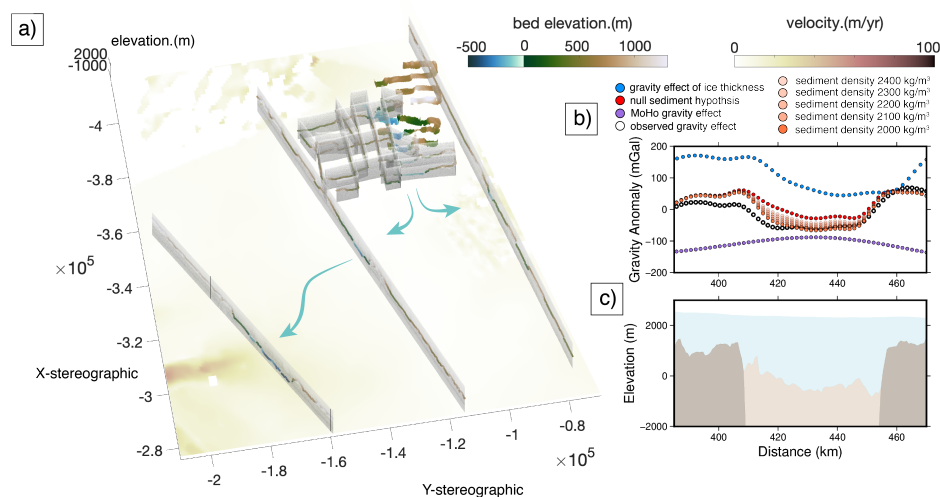 a)
elevation.(m)
2000
-1000
-4
-3.8
-3.6
×10⁵
-3.4
-3.2
X-stereographic
-3
-2.8
-2
-1.8
-1.6
-1.4
-1.2
-1
-0.8
×10⁵
Y-stereographic
bed elevation.(m)
-500 0 500 1000
velocity.(m/yr)
0 100
gravity effect of ice thickness
null sediment hypothsis
MoHo gravity effect
observed gravity effect
sediment density 2400 kg/m³
sediment density 2300 kg/m³
sediment density 2200 kg/m³
sediment density 2100 kg/m³
sediment density 2000 kg/m³
b)
Gravity Anomaly (mGal)
200
100
0
-100
-200
400 420 440 460
c)
Elevation (m)
2000
0
-2000
400 420 440 460
Distance (km)